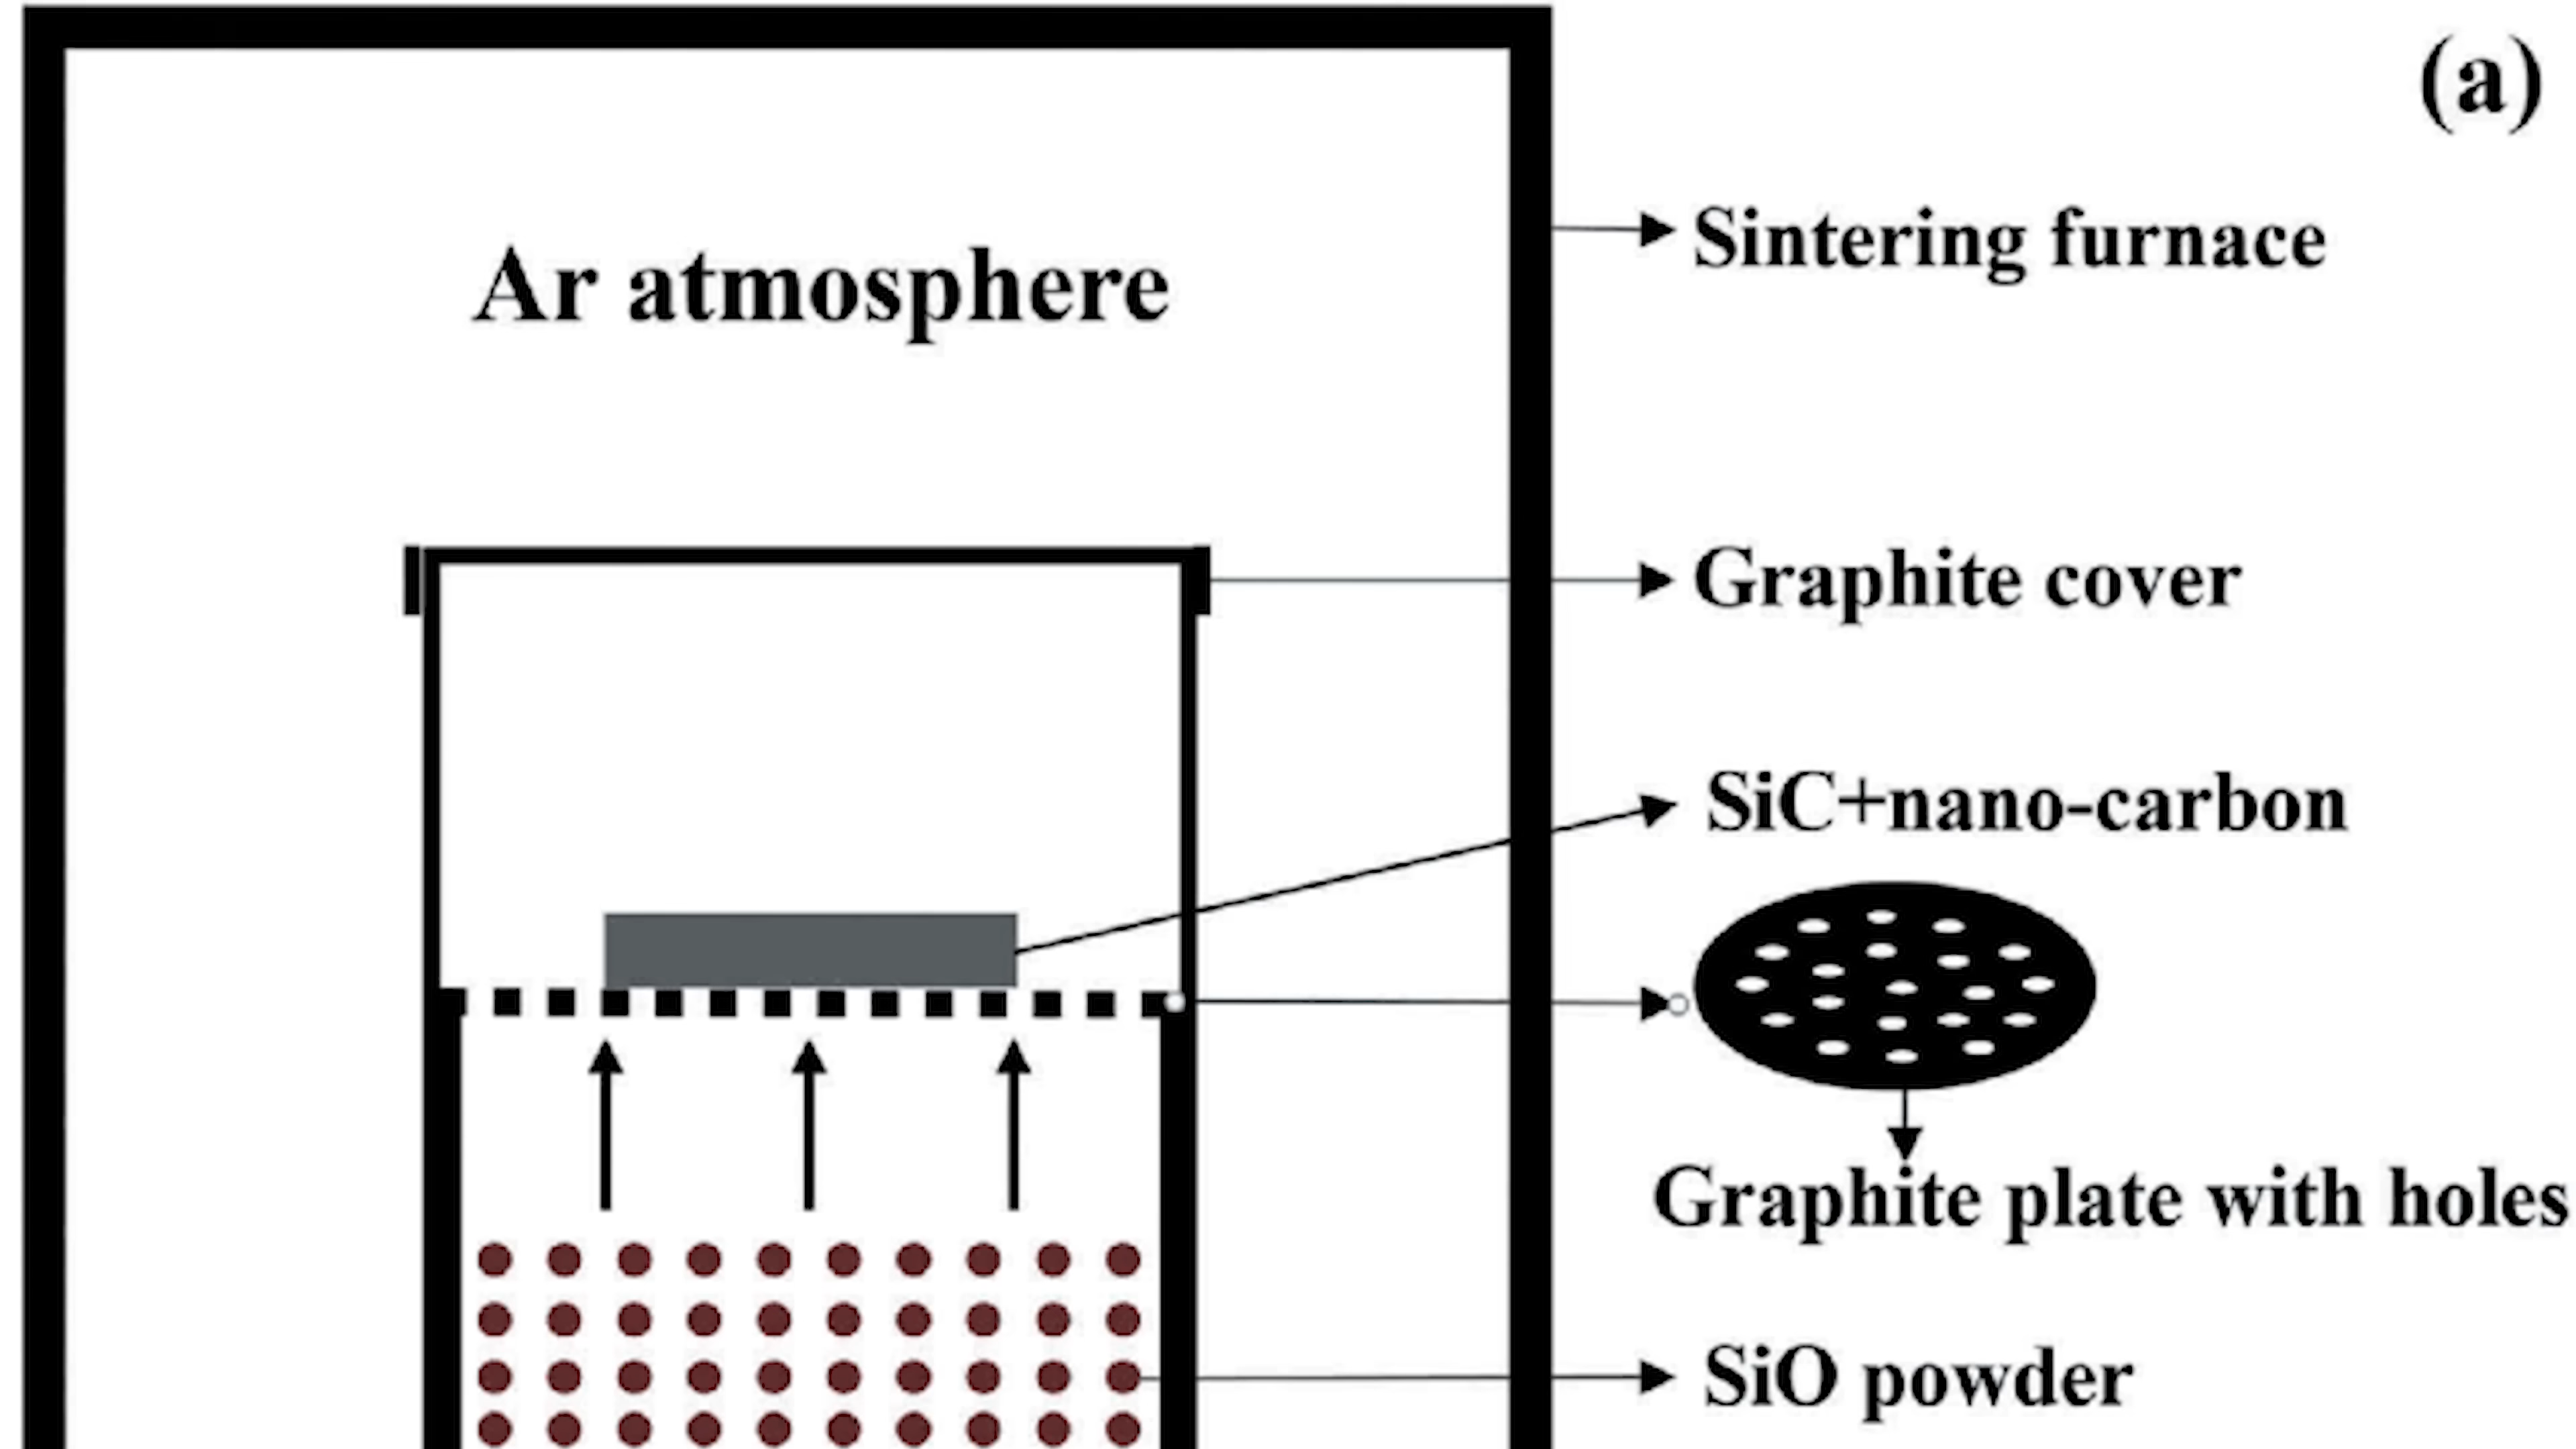 (a)
Sintering furnace
Ar atmosphere
Graphite cover
SiC+nano-carbon
Graphite plate with holes
SiO powder